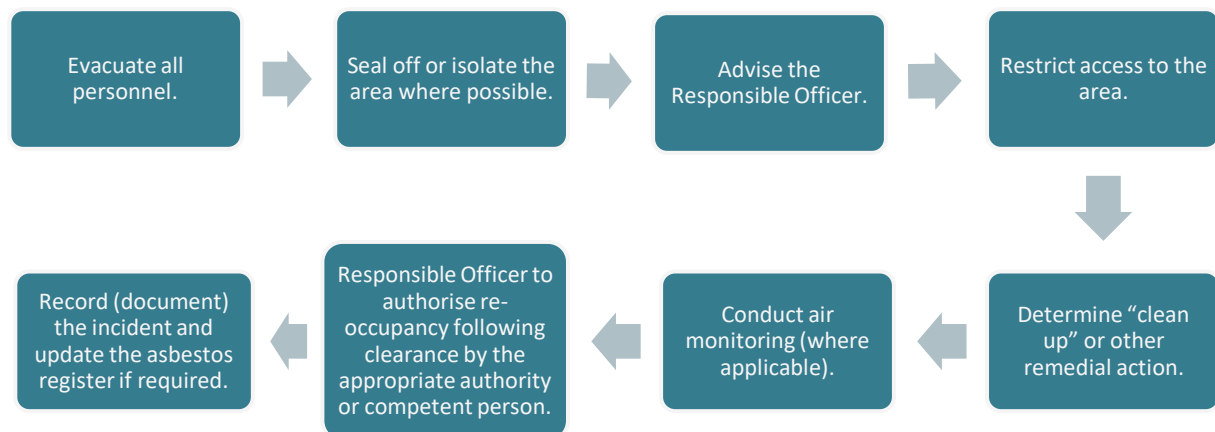 Evacuate all
personnel.
Seal off or isolate the
area where possible.
Advise the
Responsible Officer.
Restrict access to the
area.
Determine “clean
up” or other
remedial action.
Conduct air
monitoring (where
applicable).
Responsible Officer to
authorise re-
occupancy following
clearance by the
appropriate authority
or competent person.
Record (document)
the incident and
update the asbestos
register if required.